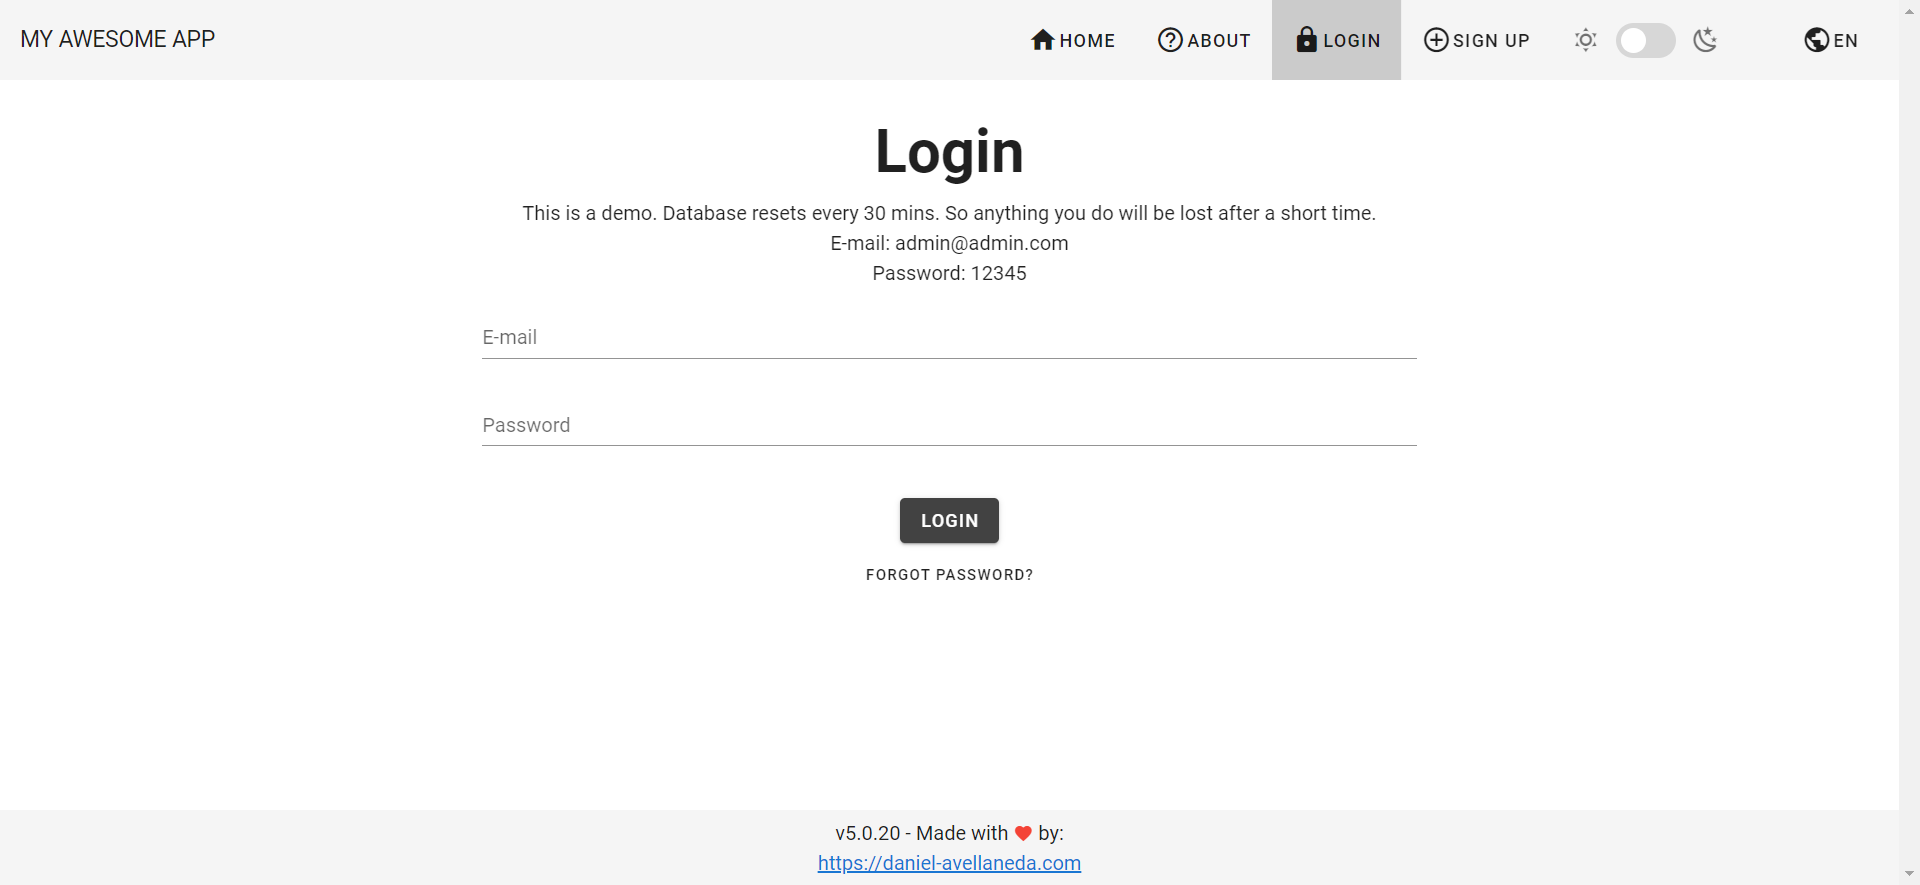 MY AWESOME APP
HOME
ABOUT
LOGIN
SIGN UP
EN
Login
This is a demo. Database resets every 30 mins. So anything you do will be lost after a short time.
E-mail: admin@admin.com
Password: 12345
E-mail
Password
LOGIN
FORGOT PASSWORD?
v5.0.20 - Made with ❤ by:
https://daniel-avellaneda.com